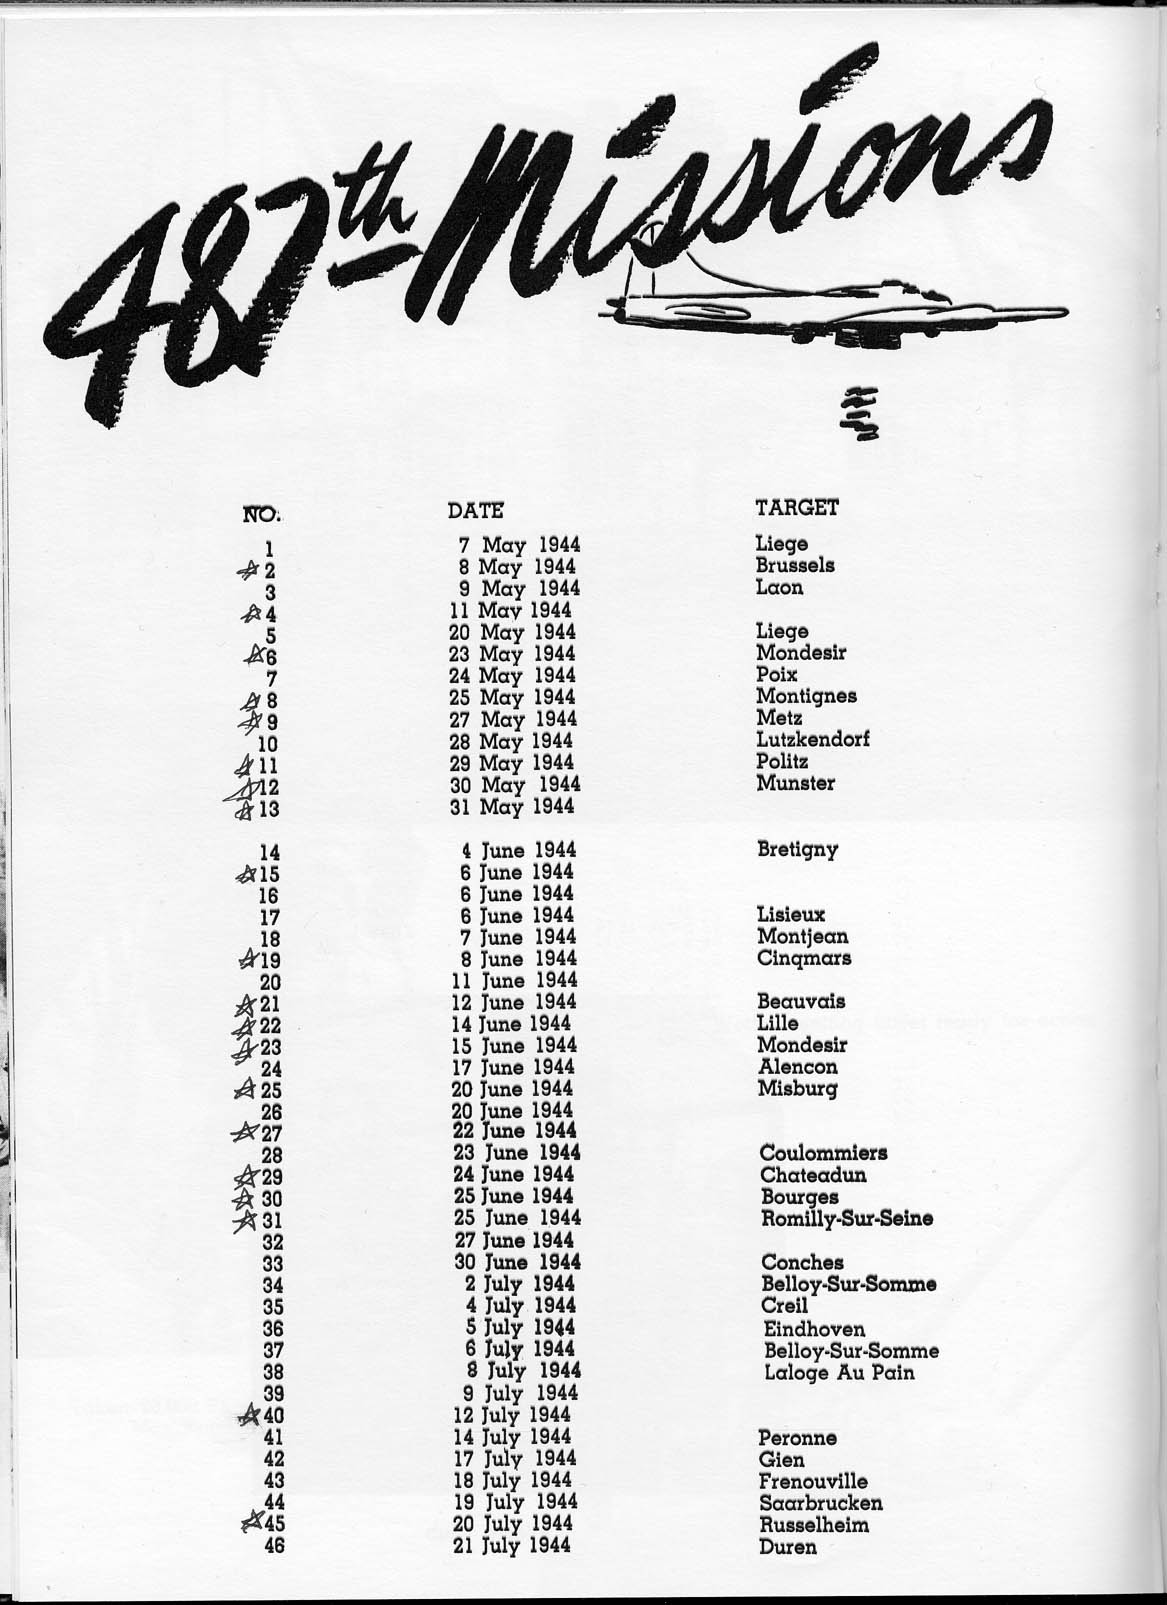 487th Missions
NO. DATE TARGET
1 7 May 1944 Liege
☆ 2 8 May 1944 Brussels
3 9 May 1944 Laon
☆ 4 11 May 1944
5 20 May 1944 Liege
☆ 6 23 May 1944 Mondesir
7 24 May 1944 Poix
☆ 8 25 May 1944 Montignes
☆ 9 27 May 1944 Metz
10 28 May 1944 Lutzkendorf
☆ 11 29 May 1944 Politz
☆ 12 30 May 1944 Munster
☆ 13 31 May 1944
14 4 June 1944 Bretigny
☆ 15 6 June 1944
16 6 June 1944
17 6 June 1944 Lisieux
18 7 June 1944 Montjean
☆ 19 8 June 1944 Cinqmars
20 11 June 1944
☆ 21 12 June 1944 Beauvais
☆ 22 14 June 1944 Lille
☆ 23 15 June 1944 Mondesir
24 17 June 1944 Alencon
☆ 25 20 June 1944 Misburg
26 20 June 1944
☆ 27 22 June 1944
28 23 June 1944 Coulommiers
☆ 29 24 June 1944 Chateadun
☆ 30 25 June 1944 Bourges
☆ 31 25 June 1944 Romilly-Sur-Seine
32 27 June 1944
33 30 June 1944 Conches
34 2 July 1944 Belloy-Sur-Somme
35 4 July 1944 Creil
36 5 July 1944 Eindhoven
37 6 July 1944 Belloy-Sur-Somme
38 8 July 1944 Laloge Au Pain
39 9 July 1944
☆ 40 12 July 1944
41 14 July 1944 Peronne
42 17 July 1944 Gien
43 18 July 1944 Frenouville
44 19 July 1944 Saarbrucken
☆ 45 20 July 1944 Russelheim
46 21 July 1944 Duren